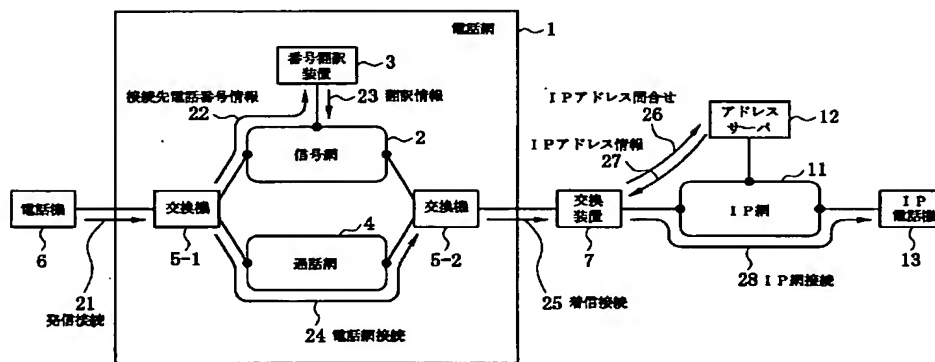 電話網
1
番号翻訳
装置
3
接続先電話番号情報
22
23 翻訳情報
IPアドレス問合せ
26
アドレス
サーバ
12
2
IPアドレス情報
27
信号網
11
電話機
交換機
交換機
交換
装置
IP網
IP
電話機
6
5-1
4
5-2
7
13
通話網
28 IP網接続
21
発信接続
25 着信接続
24 電話網接続